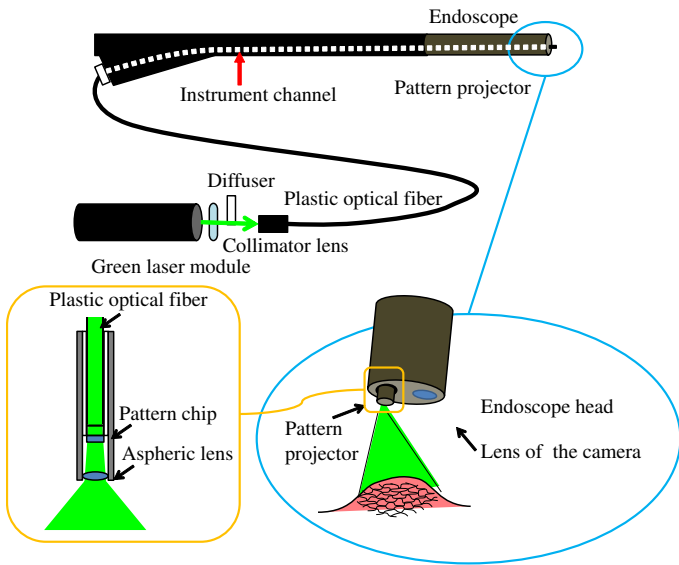 Endoscope
Pattern projector
Instrument channel
Diffuser
Plastic optical fiber
Collimator lens
Green laser module
Plastic optical fiber
Pattern chip
Aspheric lens
Pattern
projector
Endoscope head
Lens of the camera